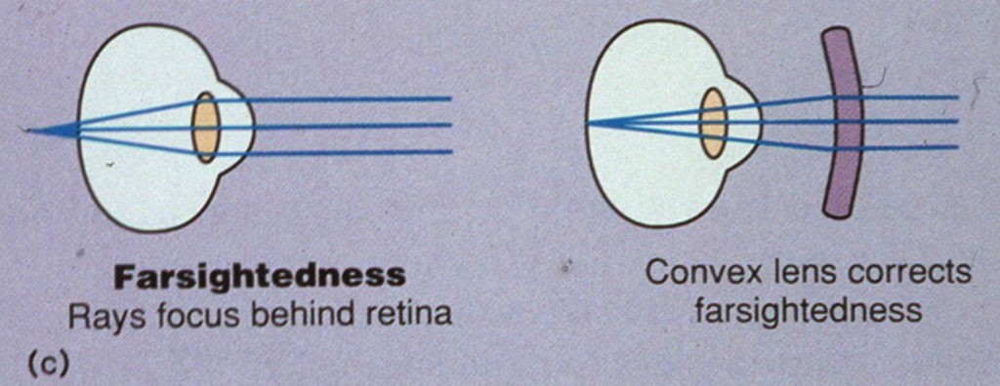 Farsightedness
Rays focus behind retina
Convex lens corrects
farsightedness
(c)